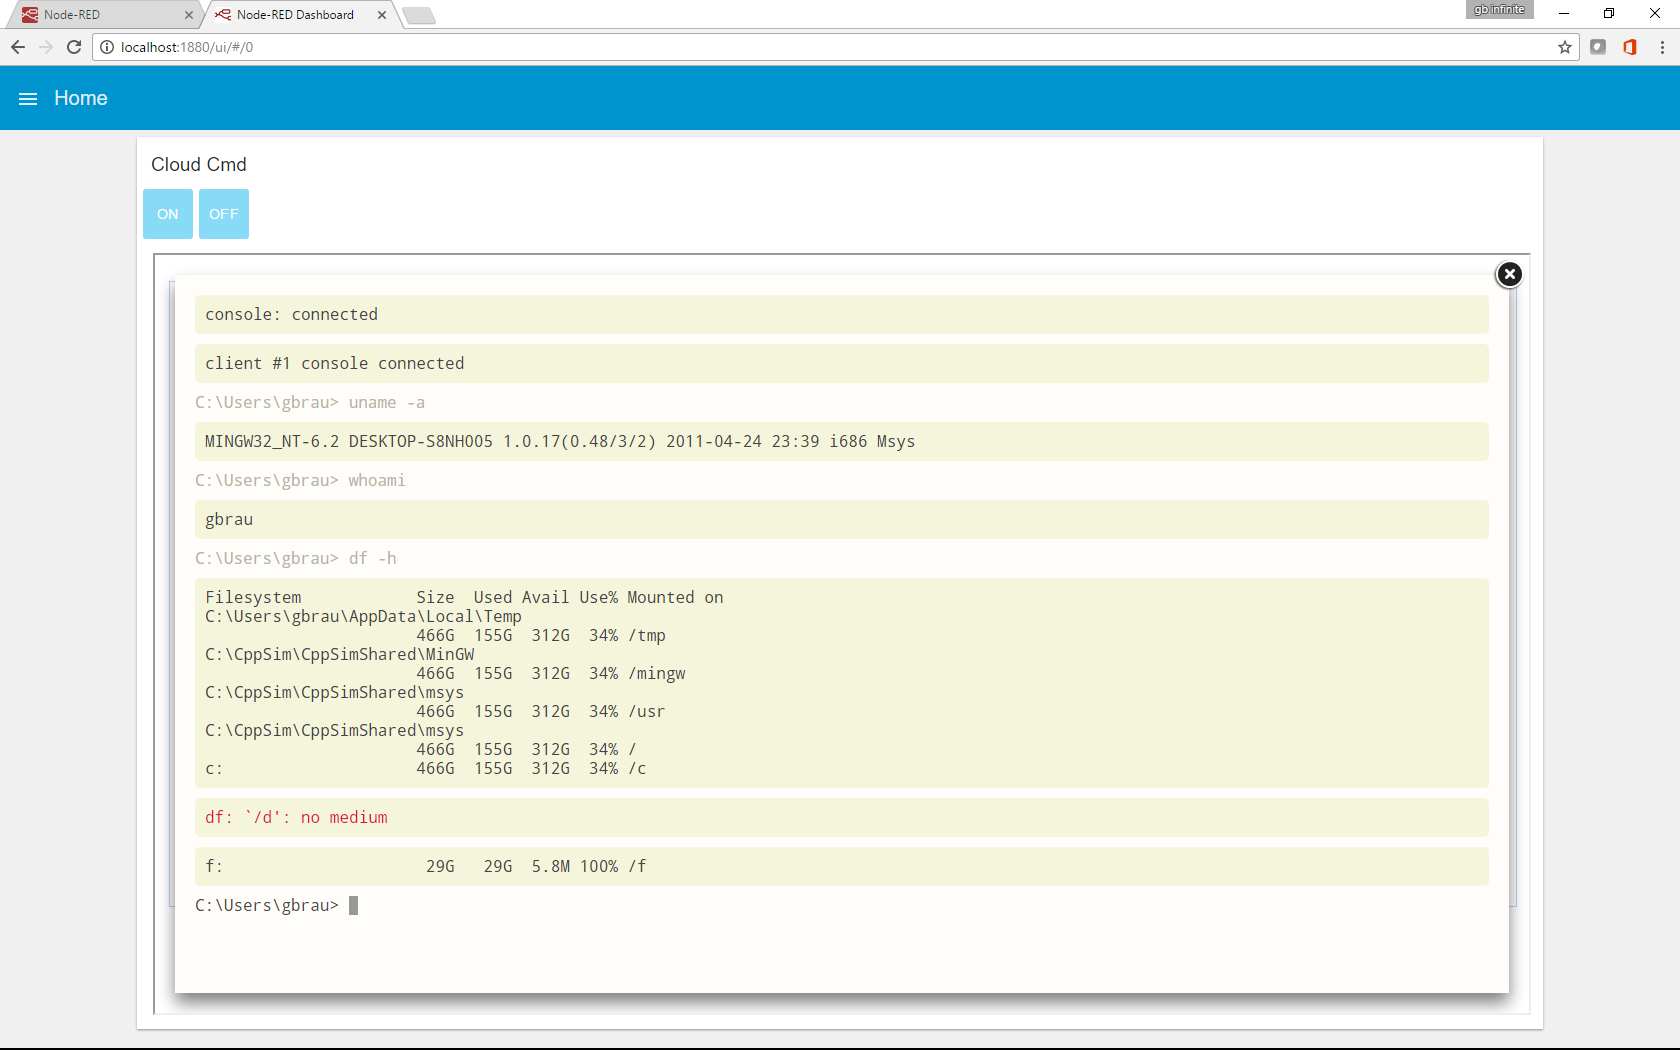 Node-RED
Node-RED Dashboard
gb infinite
localhost:1880/ui/#/0
Home
Cloud Cmd
ON OFF
console: connected
client #1 console connected
C:\Users\gbrau> uname -a
MINGW32_NT-6.2 DESKTOP-S8NHO05 1.0.17(0.48/3/2) 2011-04-24 23:39 i686 Msys
C:\Users\gbrau> whoami
gbrau
C:\Users\gbrau> df -h
Filesystem            Size  Used Avail Use% Mounted on
C:\Users\gbrau\AppData\Local\Temp
                      466G  155G  312G  34% /tmp
C:\CppSim\CppSimShared\MinGW
                      466G  155G  312G  34% /mingw
C:\CppSim\CppSimShared\msys
                      466G  155G  312G  34% /usr
C:\CppSim\CppSimShared\msys
                      466G  155G  312G  34% /
c:                    466G  155G  312G  34% /c
df: `/d': no medium
f:                     29G   29G  5.8M 100% /f
C:\Users\gbrau>